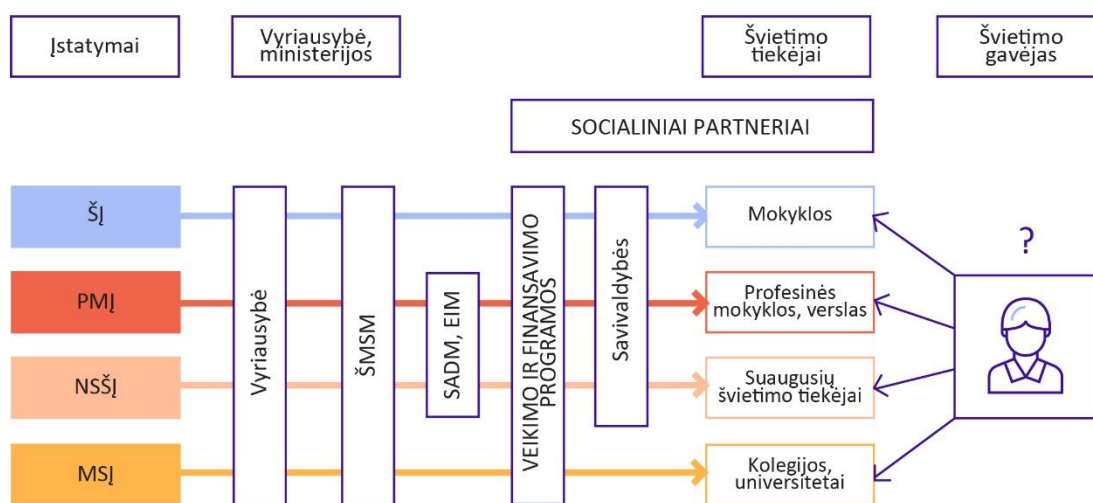 Įstatymai
Vyriausybė,
ministerijos
Švietimo
tiekėjai
Švietimo
gavėjas
SOCIALINIAI PARTNERIAI
ŠĮ
PMĮ
NSŠĮ
MSĮ
Vyriausybė
ŠMSM
SADM, EIM
VEIKIMO IR FINANSAVIMO
PROGRAMOS
Savivaldybės
Mokyklos
Profesinės
mokyklos, verslas
Suaugusių
švietimo tiekėjai
Kolegijos,
universitetai
?